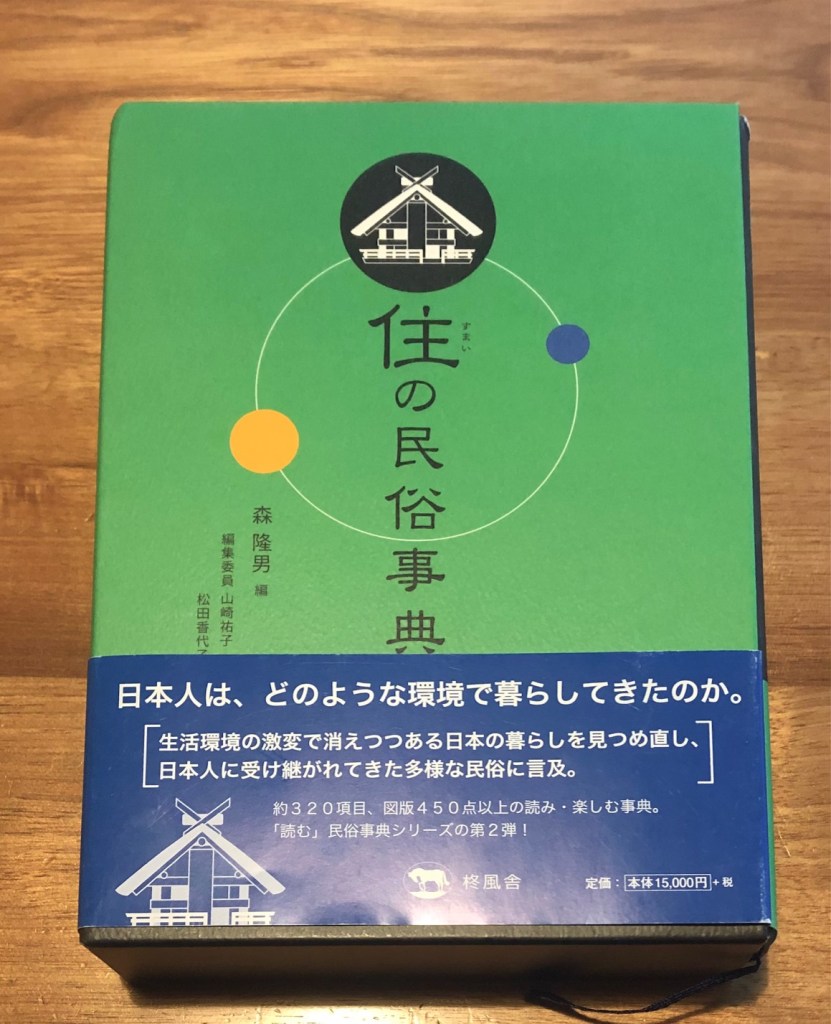 住の民俗事典
すまい
森 隆男 編
編集委員 山崎祐子
松田香代子
日本人は、どのような環境で暮らしてきたのか。
生活環境の激変で消えつつある日本の暮らしを見つめ直し、
日本人に受け継がれてきた多様な民俗に言及。
約320項目、図版450点以上の読み・楽しむ事典。
「読む」民俗事典シリーズの第2弾!
柊風舎
定価:本体15,000円+税